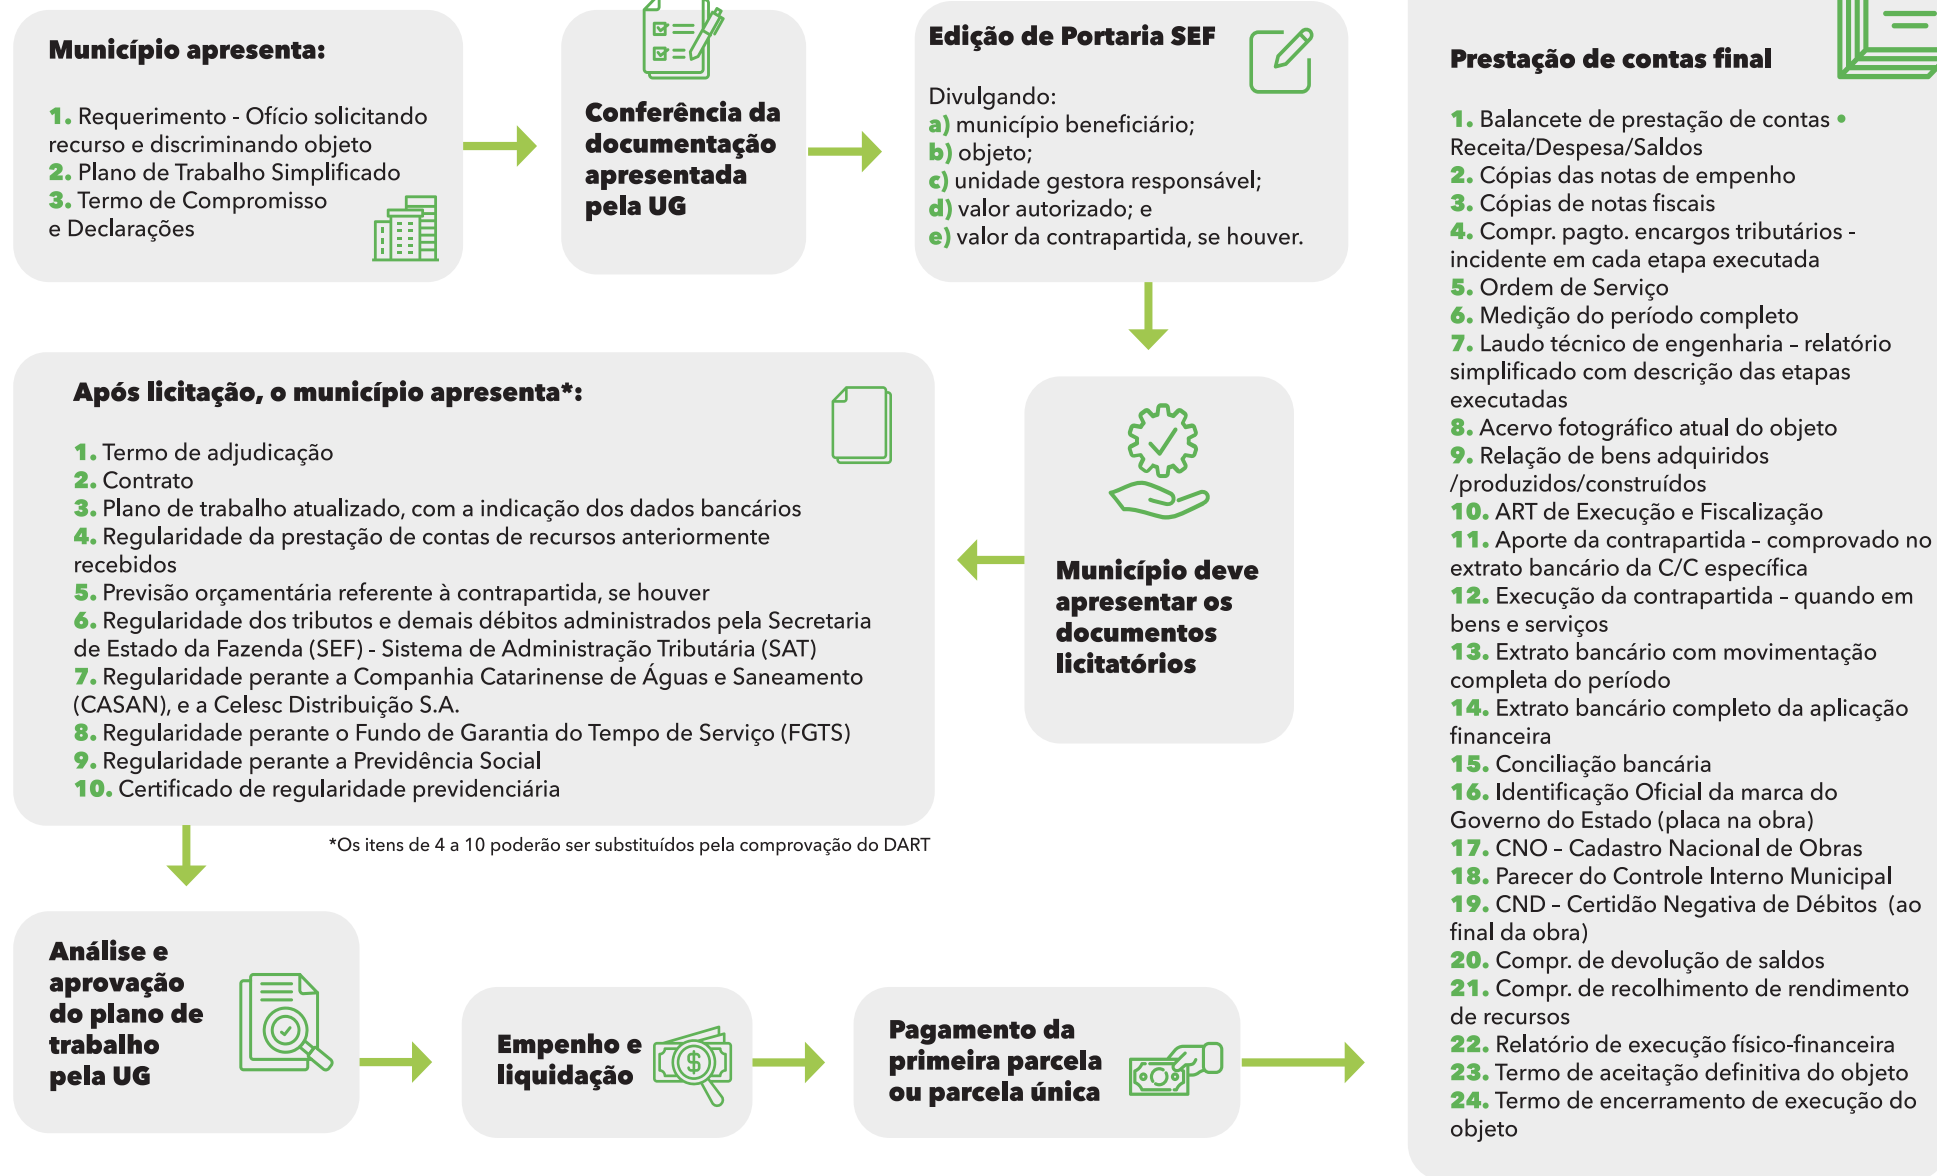 Município apresenta:
1. Requerimento - Ofício solicitando
recurso e discriminando objeto
2. Plano de Trabalho Simplificado
3. Termo de Compromisso
e Declarações
Conferência da
documentação
apresentada
pela UG
Edição de Portaria SEF
Divulgando:
a) município beneficiário;
b) objeto;
c) unidade gestora responsável;
d) valor autorizado; e
e) valor da contrapartida, se houver.
Município deve
apresentar os
documentos
licitatórios
Após licitação, o município apresenta*:
1. Termo de adjudicação
2. Contrato
3. Plano de trabalho atualizado, com a indicação dos dados bancários
4. Regularidade da prestação de contas de recursos anteriormente
recebidos
5. Previsão orçamentária referente à contrapartida, se houver
6. Regularidade dos tributos e demais débitos administrados pela Secretaria
de Estado da Fazenda (SEF) - Sistema de Administração Tributária (SAT)
7. Regularidade perante a Companhia Catarinense de Águas e Saneamento
(CASAN), e a Celesc Distribuição S.A.
8. Regularidade perante o Fundo de Garantia do Tempo de Serviço (FGTS)
9. Regularidade perante a Previdência Social
10. Certificado de regularidade previdenciária
*Os itens de 4 a 10 poderão ser substituídos pela comprovação do DART
Análise e
aprovação
do plano de
trabalho
pela UG
Empenho e
liquidação
$
Pagamento da
primeira parcela
ou parcela única
Prestação de contas final
1. Balancete de prestação de contas •
Receita/Despesa/Saldos
2. Cópias das notas de empenho
3. Cópias de notas fiscais
4. Compr. pagto. encargos tributários -
incidente em cada etapa executada
5. Ordem de Serviço
6. Medição do período completo
7. Laudo técnico de engenharia – relatório
simplificado com descrição das etapas
executadas
8. Acervo fotográfico atual do objeto
9. Relação de bens adquiridos
/produzidos/construídos
10. ART de Execução e Fiscalização
11. Aporte da contrapartida – comprovado no
extrato bancário da C/C específica
12. Execução da contrapartida – quando em
bens e serviços
13. Extrato bancário com movimentação
completa do período
14. Extrato bancário completo da aplicação
financeira
15. Conciliação bancária
16. Identificação Oficial da marca do
Governo do Estado (placa na obra)
17. CNO – Cadastro Nacional de Obras
18. Parecer do Controle Interno Municipal
19. CND – Certidão Negativa de Débitos (ao
final da obra)
20. Compr. de devolução de saldos
21. Compr. de recolhimento de rendimento
de recursos
22. Relatório de execução físico-financeira
23. Termo de aceitação definitiva do objeto
24. Termo de encerramento de execução do
objeto